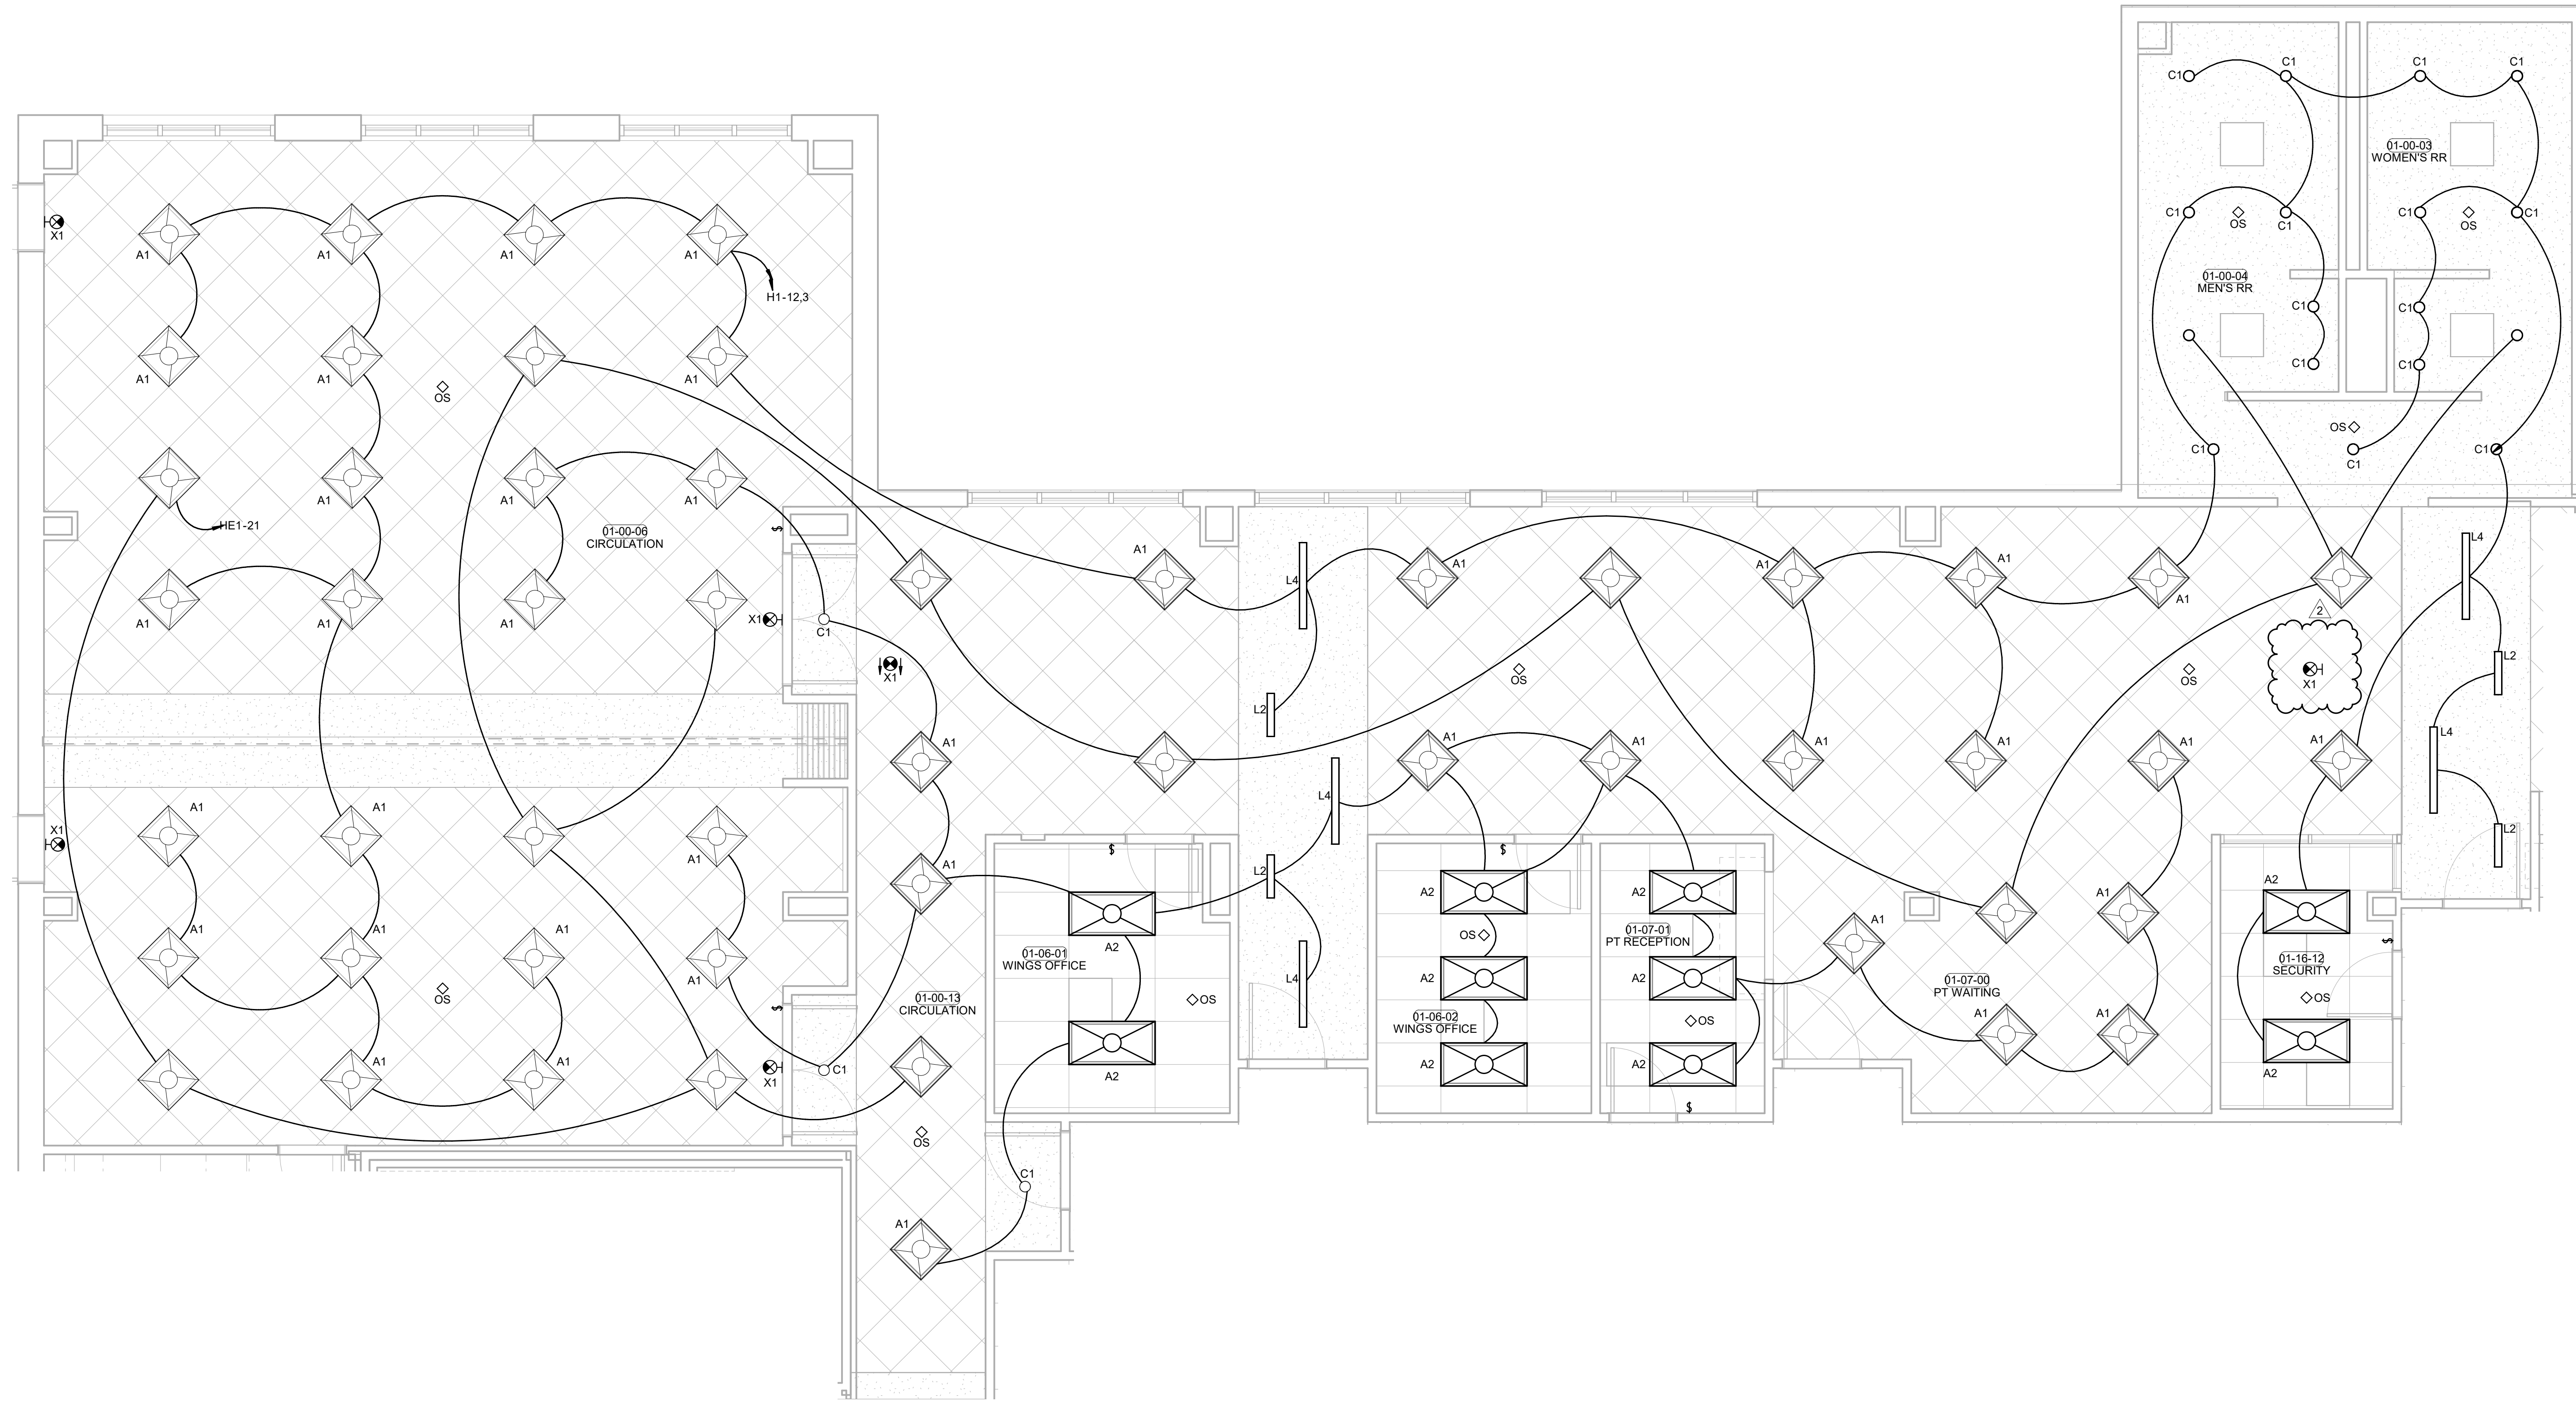 C1 C1 C1 C1
01-00-03
WOMEN'S RR
C1 C1 C1 C1
OS OS
X1
A1 A1 A1 A1
01-00-04
MEN'S RR
H1-12,3
C1 C1
C1 C1
A1 A1 A1
OS
OS
C1 C1 C1
A1 A1 A1
HE1-21
01-00-06
CIRCULATION
L4
A1 A1 A1 A1
L4
A1
2
A1 A1 A1
X1 C1
L2
OS OS
X1
X1
L2
A1 A1 A1 A1 A1 A1 A1
L4
L4
A1 A1
X1
L2
$ $
A1 A1
L2
A2 A2 A2
A1
A1
A1 A1 A1
A2
01-07-01
PT RECEPTION
OS
01-06-01
WINGS OFFICE
01-16-12
SECURITY
A1
L4
A2 A2
01-07-00
PT WAITING
OS
01-00-13
CIRCULATION
OS
OS
01-06-02
WINGS OFFICE
OS
A1 A1
A1 A1
C1
X1
A2
A2 A2
A2
$
OS
C1
A1